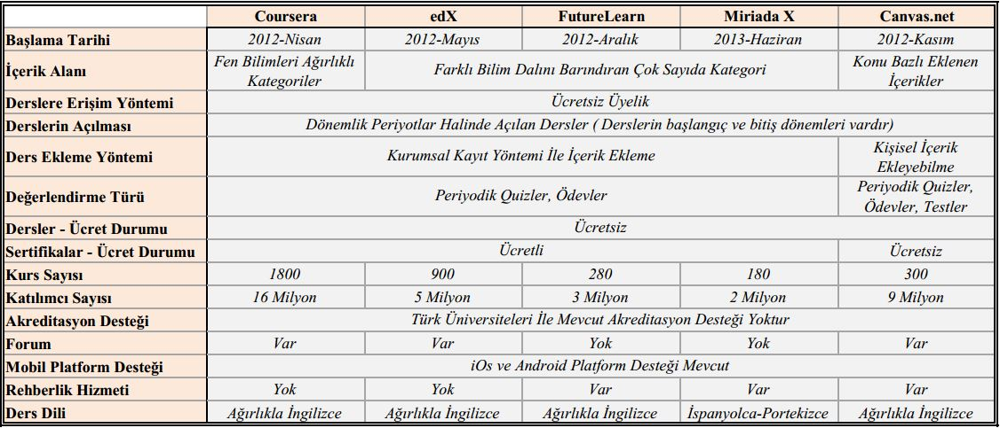 Coursera edX FutureLearn Miriada X Canvas.net
Başlama Tarihi 2012-Nisan 2012-Mayıs 2012-Aralık 2013-Haziran 2012-Kasım
İçerik Alanı Fen Bilimleri Ağırlıklı Kategoriler Farklı Bilim Dalını Barındıran Çok Sayıda Kategori Konu Bazlı Eklenen İçerikler
Derslere Erişim Yöntemi Ücretsiz Üyelik
Derslerin Açılması Dönemlik Periyotlar Halinde Açılan Dersler ( Derslerin başlangıç ve bitiş dönemleri vardır)
Ders Ekleme Yöntemi Kurumsal Kayıt Yöntemi İle İçerik Ekleme Kişisel İçerik Ekleyebilme
Değerlendirme Türü Periyodik Quizler, Ödevler Periyodik Quizler, Ödevler, Testler
Dersler - Ücret Durumu Ücretsiz
Sertifikalar - Ücret Durumu Ücretli Ücretsiz
Kurs Sayısı 1800 900 280 180 300
Katılımcı Sayısı 16 Milyon 5 Milyon 3 Milyon 2 Milyon 9 Milyon
Akreditasyon Desteği Türk Üniversiteleri İle Mevcut Akreditasyon Desteği Yoktur
Forum Var Var Yok Yok Var
Mobil Platform Desteği iOs ve Android Platform Desteği Mevcut
Rehberlik Hizmeti Yok Yok Var Var Var
Ders Dili Ağırlıkla İngilizce Ağırlıkla İngilizce Ağırlıkla İngilizce İspanyolca-Portekizce Ağırlıkla İngilizce